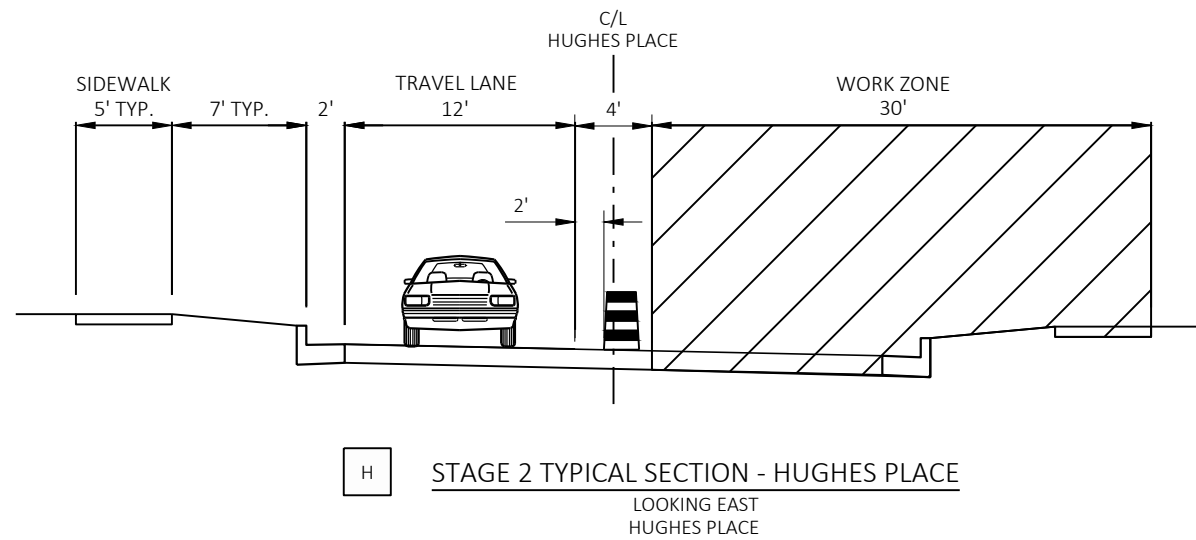 C/L
HUGHES PLACE
SIDEWALK
5' TYP.
7' TYP.
2'
TRAVEL LANE
12'
4'
WORK ZONE
30'
2'
H
STAGE 2 TYPICAL SECTION - HUGHES PLACE
LOOKING EAST
HUGHES PLACE